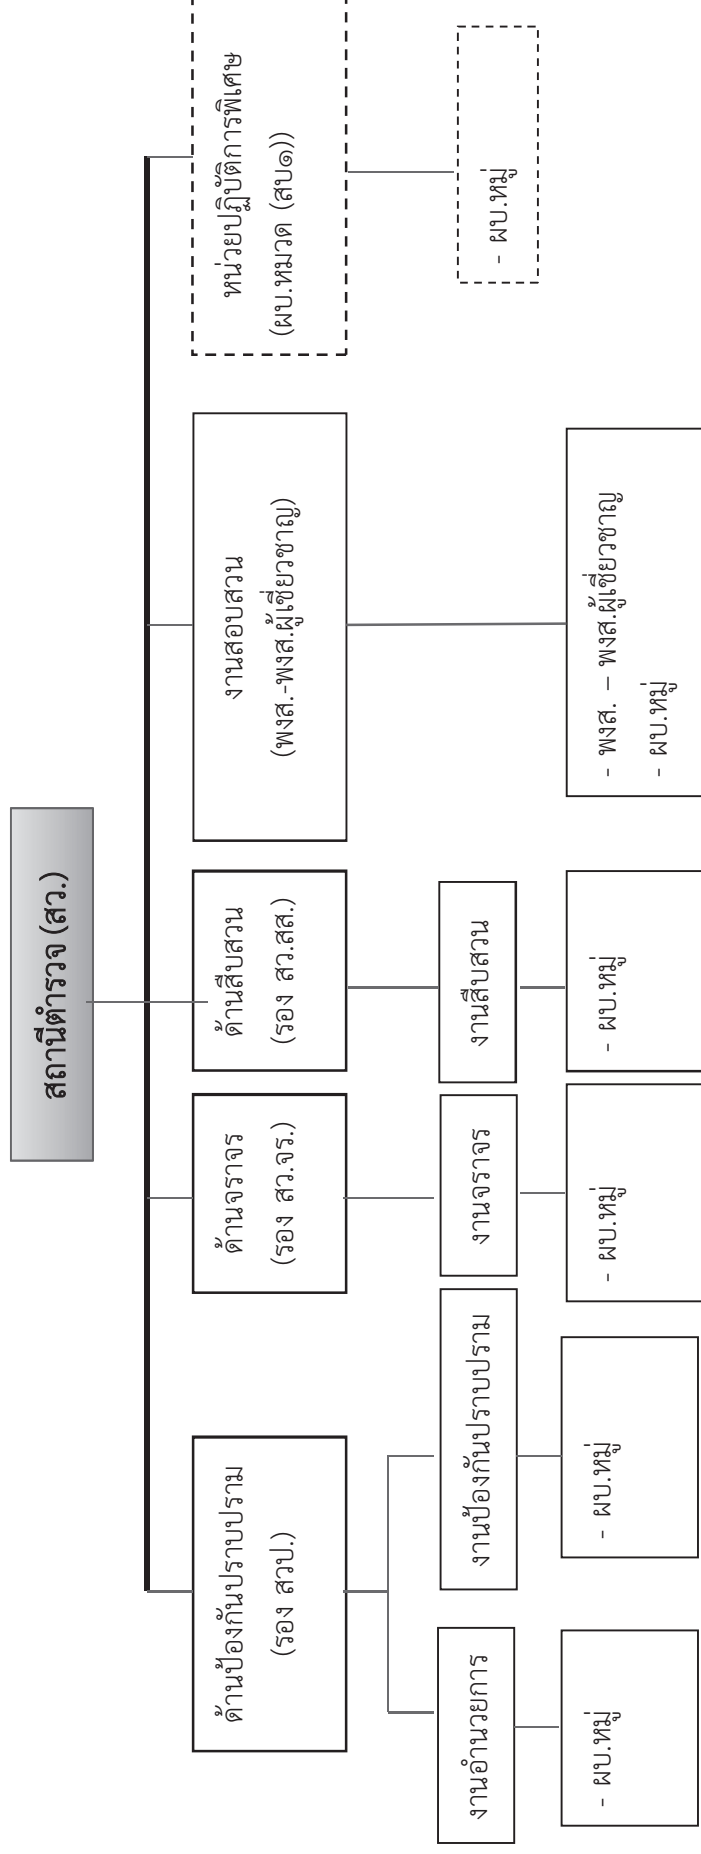 สถานีตำรวจ (สว.)
ด้านป้องกันปราบปราม
(รอง สวป.)
ด้านจราจร
(รอง สว.จร.)
ด้านสืบสวน
(รอง สว.สส.)
งานสอบสวน
(พงส.-พงส.ผู้เชี่ยวชาญ)
หน่วยปฏิบัติการพิเศษ
(ผบ.หมวด (สบ๑))
งานอำนวยการ
งานป้องกันปราบปราม
งานจราจร
งานสืบสวน
- ผบ.หมู่
- ผบ.หมู่
- ผบ.หมู่
- ผบ.หมู่
- พงส. – พงส.ผู้เชี่ยวชาญ
- ผบ.หมู่
- ผบ.หมู่